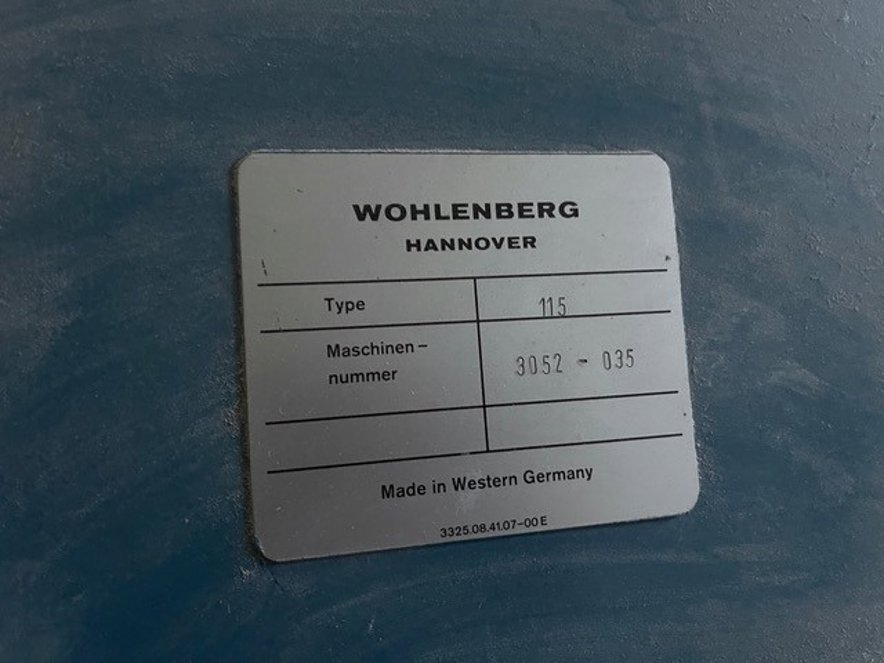 WOHLENBERG
HANNOVER
Type 115
Maschinen-
nummer 3052 - 035
Made in Western Germany
3325.08.41.07-00 E